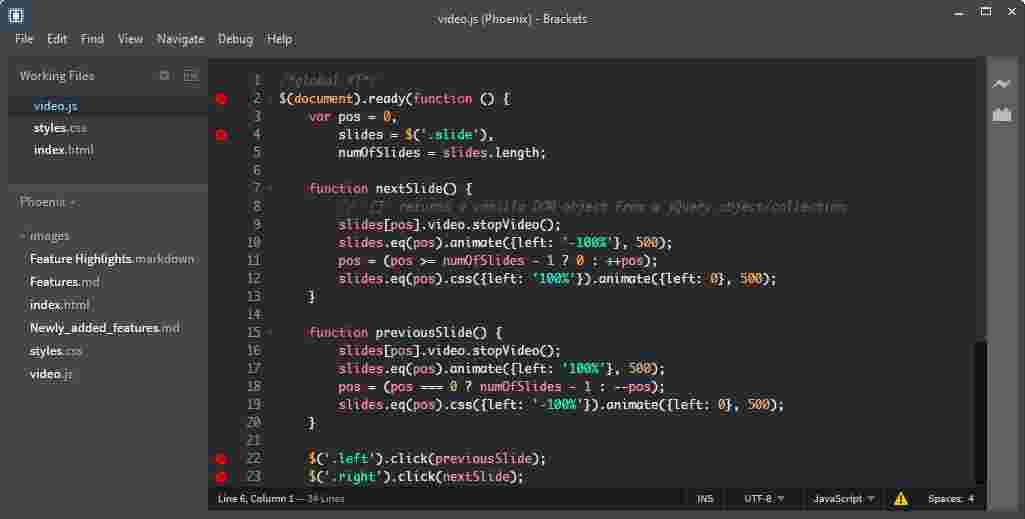 video.js (Phoenix) - Brackets
File Edit Find View Navigate Debug Help
Working Files
video.js
styles.css
index.html
Phoenix
images
Feature Highlights.markdown
Features.md
index.html
Newly_added_features.md
styles.css
video.js
1 /*global YT*/
2 $(document).ready(function () {
3 var pos = 0,
4 slides = $('.slide'),
5 numOfSlides = slides.length;
6
7 function nextSlide() {
8 // [] returns a vanilla DOM object from a jQuery object/collection
9 slides[pos].video.stopVideo();
10 slides.eq(pos).animate({left: '-100%'}, 500);
11 pos = (pos >= numOfSlides - 1 ? 0 : ++pos);
12 slides.eq(pos).css({left: '100%'}).animate({left: 0}, 500);
13 }
14
15 function previousSlide() {
16 slides[pos].video.stopVideo();
17 slides.eq(pos).animate({left: '100%'}, 500);
18 pos = (pos === 0 ? numOfSlides - 1 : --pos);
19 slides.eq(pos).css({left: '-100%'}).animate({left: 0}, 500);
20 }
21
22 $('.left').click(previousSlide);
23 $('.right').click(nextSlide);
Line 6, Column 1 — 34 Lines
INS UTF-8 JavaScript Spaces: 4